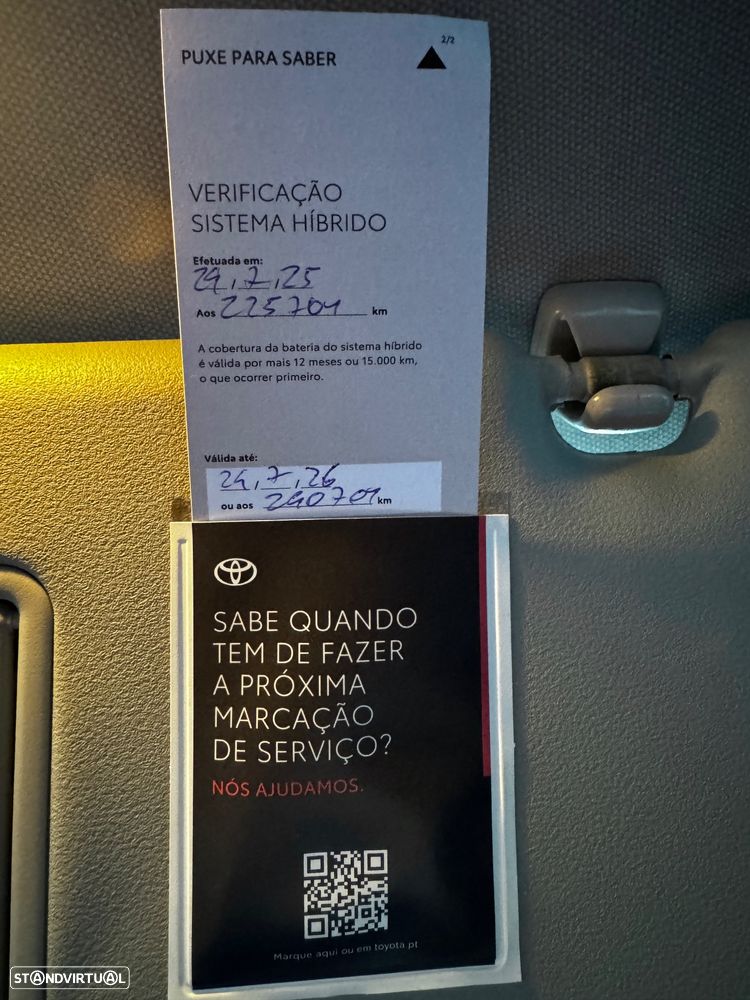 PUXE PARA SABER
2/2
VERIFICAÇÃO
SISTEMA HÍBRIDO
Efetuada em:
29,7,25
Aos 225701 km
A cobertura da bateria do sistema híbrido
é válida por mais 12 meses ou 15.000 km,
o que ocorrer primeiro.
Válida até:
29,7,26
ou aos 240701 km
SABE QUANDO
TEM DE FAZER
A PRÓXIMA
MARCAÇÃO
DE SERVIÇO?
NÓS AJUDAMOS.
Marque aqui ou em toyota.pt
STANDVIRTUAL